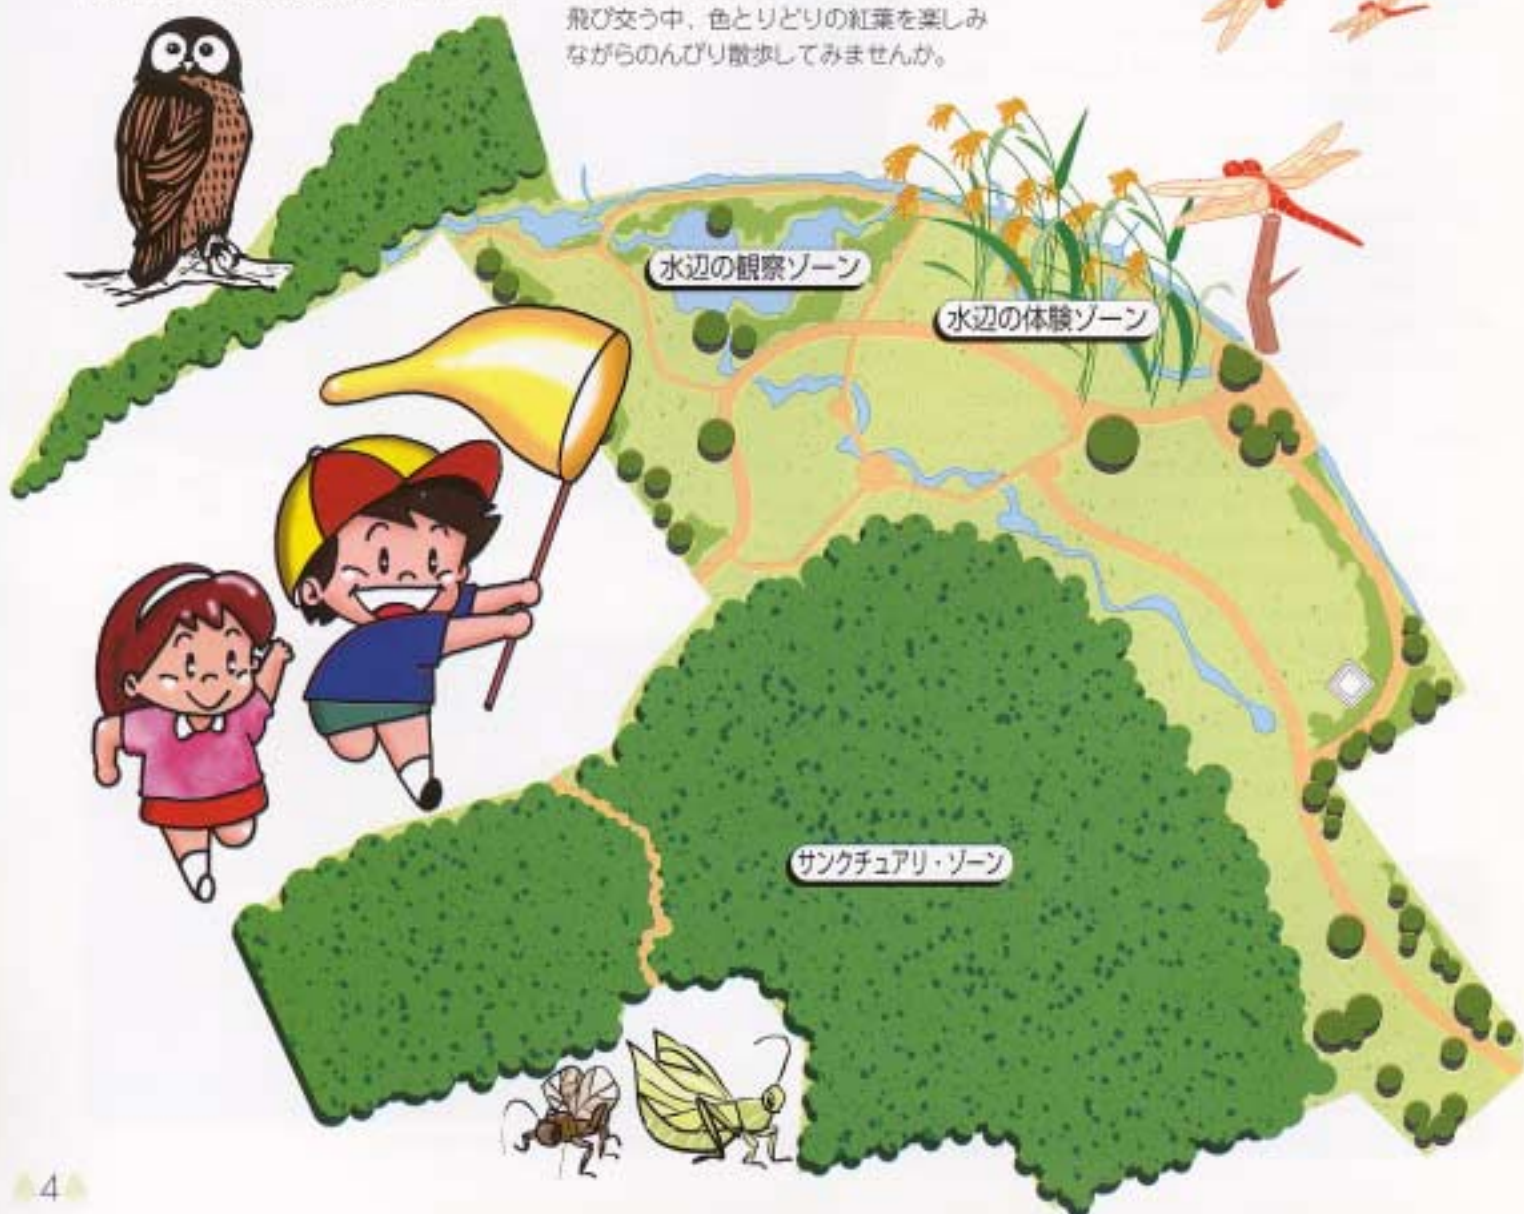 飛び交う中、色とりどりの紅葉を楽しみ
ながらのんびり散歩してみませんか。
水辺の観察ゾーン
水辺の体験ゾーン
サンクチュアリ・ゾーン
4